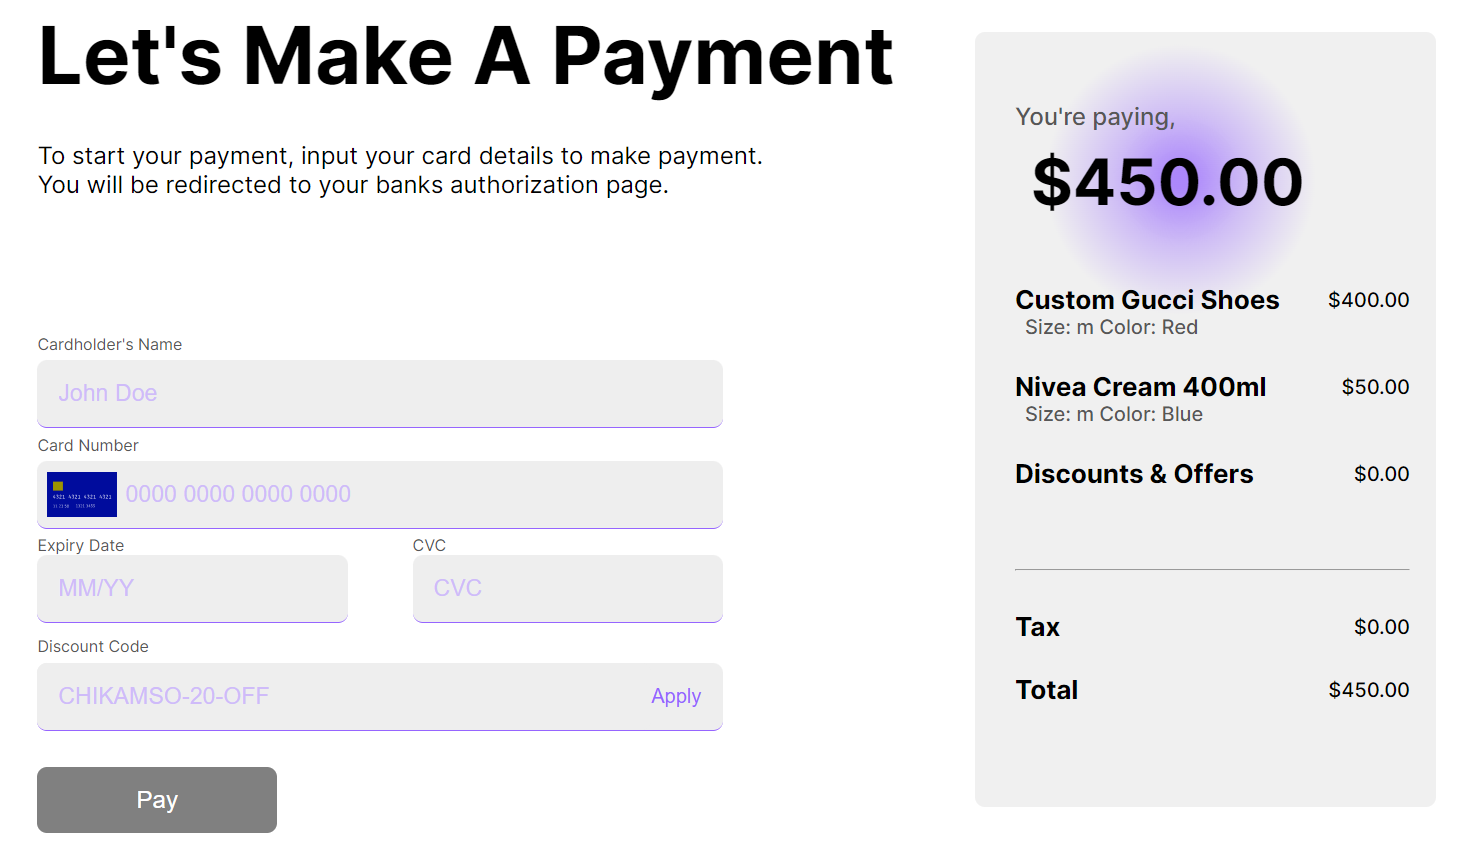 Let's Make A Payment
To start your payment, input your card details to make payment.
You will be redirected to your banks authorization page.
Cardholder's Name
John Doe
Card Number
4321 4321 4321 4321
0000 0000 0000 0000
Expiry Date
CVC
MM/YY
CVC
Discount Code
CHIKAMSO-20-OFF
Apply
Pay
You're paying,
$450.00
Custom Gucci Shoes
$400.00
Size: m Color: Red
Nivea Cream 400ml
$50.00
Size: m Color: Blue
Discounts & Offers
$0.00
Tax
$0.00
Total
$450.00